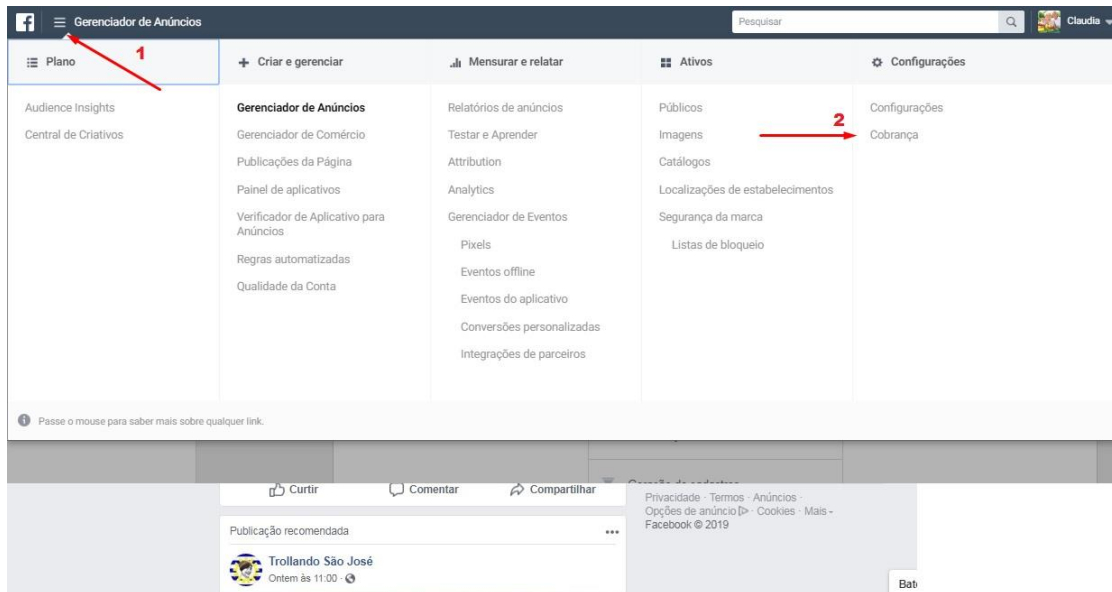 Gerenciador de Anúncios
Pesquisar
Claudia
1
Plano
Criar e gerenciar
Mensurar e relatar
Ativos
Configurações
Audience Insights
Central de Criativos
Gerenciador de Anúncios
Gerenciador de Comércio
Publicações da Página
Painel de aplicativos
Verificador de Aplicativo para
Anúncios
Regras automatizadas
Qualidade da Conta
Relatórios de anúncios
Testar e Aprender
Attribution
Analytics
Gerenciador de Eventos
Pixels
Eventos offline
Eventos do aplicativo
Conversões personalizadas
Integrações de parceiros
Públicos
Imagens
Catálogos
Localizações de estabelecimentos
Segurança da marca
Listas de bloqueio
2
Configurações
Cobrança
Passe o mouse para saber mais sobre qualquer link.
Curtir
Comentar
Compartilhar
Privacidade · Termos · Anúncios ·
Opções de anúncio · Cookies · Mais
Facebook © 2019
Publicação recomendada
Trollando São José
Ontem às 11:00